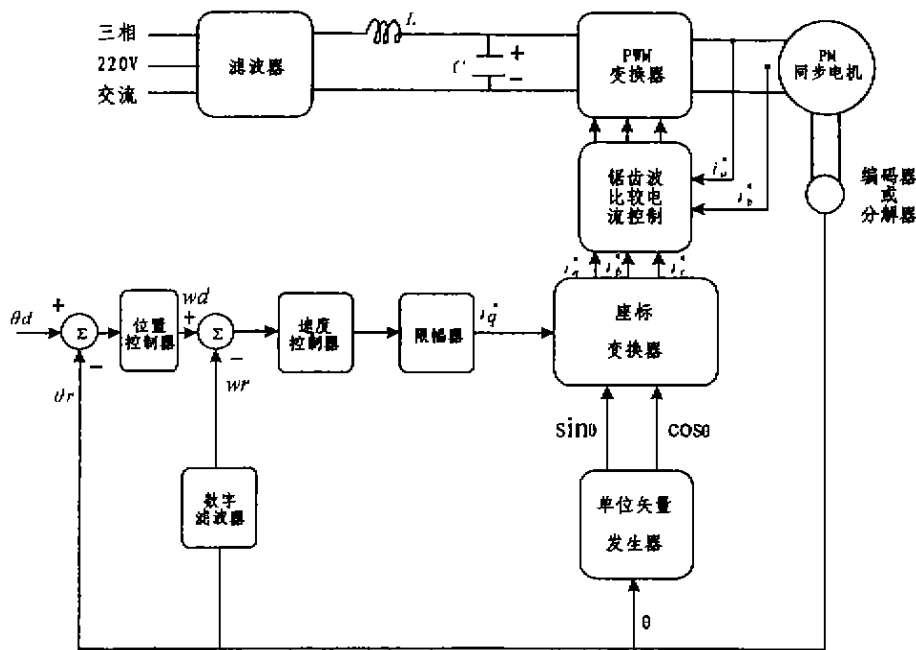 三相
220V
交流
滤波器
L
C
+
−
PWM
变换器
PM
同步电机
锯齿波
比较电
流控制
编码器
或
分解器
θd
+
Σ
−
θr
位置
控制器
wd
+
Σ
−
wr
速度
控制器
限幅器
i*q
座标
变换器
sinθ
cosθ
数字
滤波器
单位矢量
发生器
θ